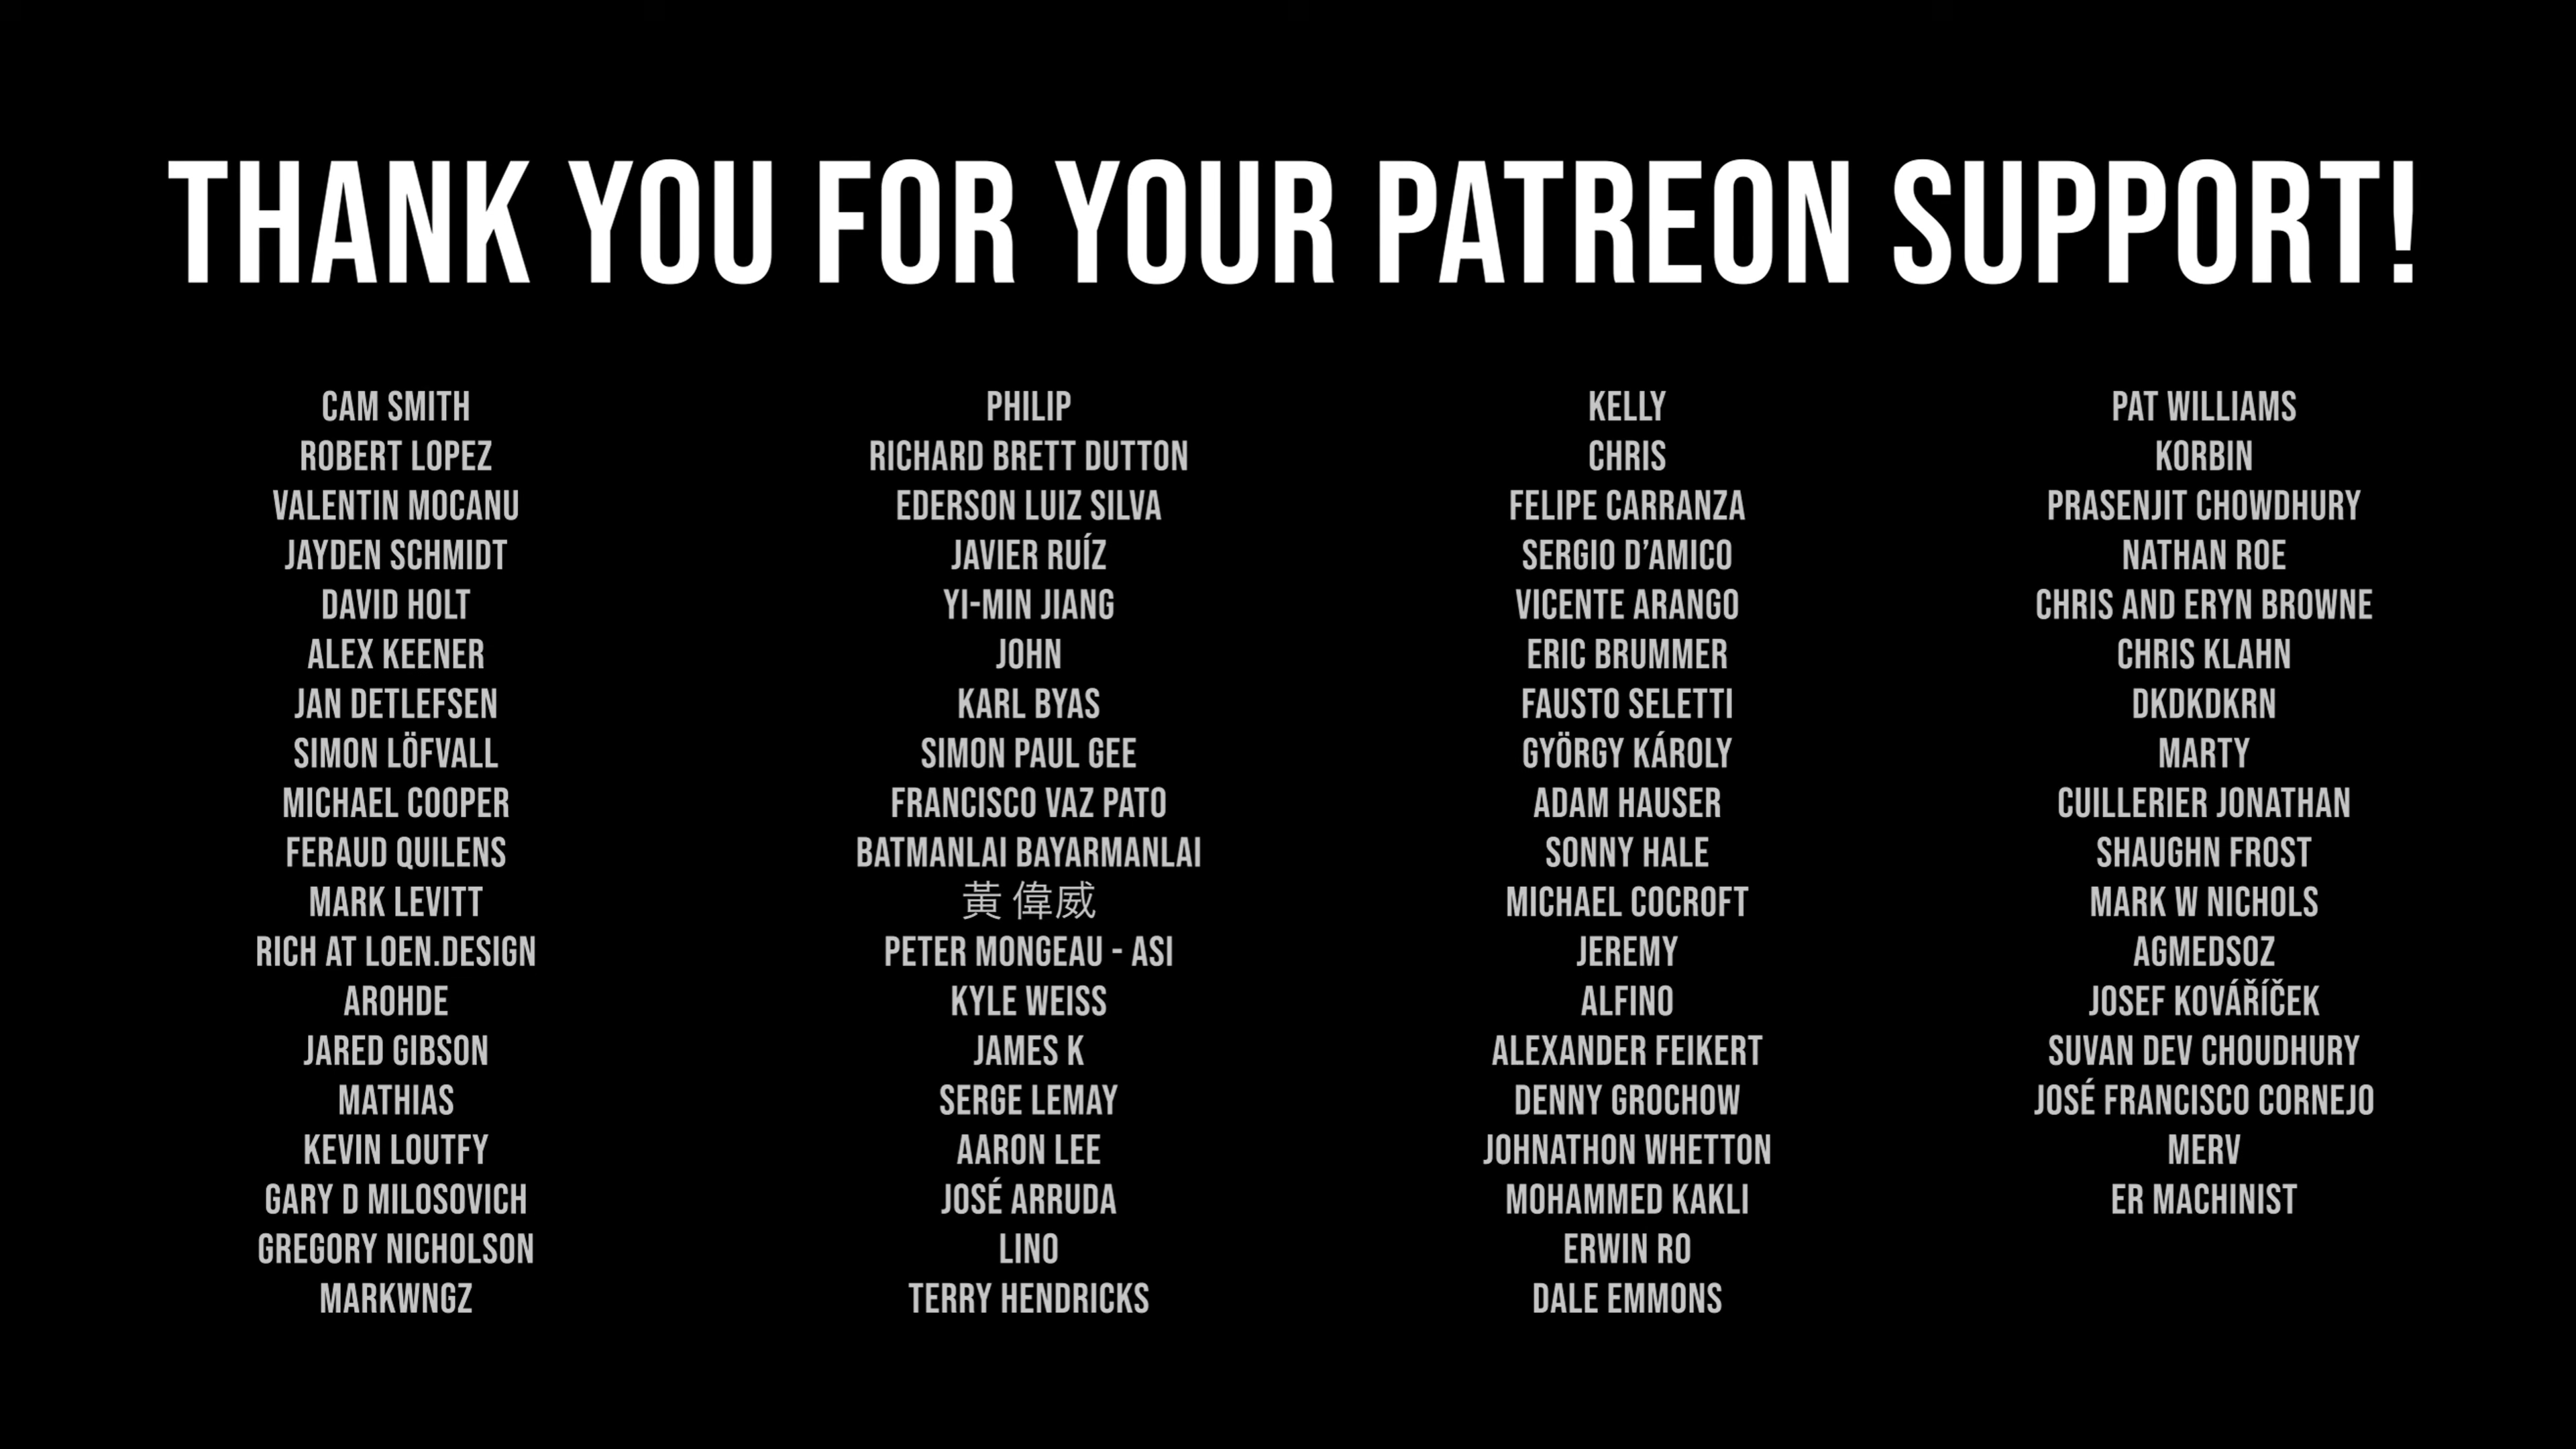 THANK YOU FOR YOUR PATREON SUPPORT!
CAM SMITH
ROBERT LOPEZ
VALENTIN MOCANU
JAYDEN SCHMIDT
DAVID HOLT
ALEX KEENER
JAN DETLEFSEN
SIMON LÖFVALL
MICHAEL COOPER
FERAUD QUILENS
MARK LEVITT
RICH AT LOEN.DESIGN
AROHDE
JARED GIBSON
MATHIAS
KEVIN LOUTFY
GARY D MILOSOVICH
GREGORY NICHOLSON
MARKWNGZ
PHILIP
RICHARD BRETT DUTTON
EDERSON LUIZ SILVA
JAVIER RUÍZ
YI-MIN JIANG
JOHN
KARL BYAS
SIMON PAUL GEE
FRANCISCO VAZ PATO
BATMANLAI BAYARMANLAI
黃 偉威
PETER MONGEAU - ASI
KYLE WEISS
JAMES K
SERGE LEMAY
AARON LEE
JOSÉ ARRUDA
LINO
TERRY HENDRICKS
KELLY
CHRIS
FELIPE CARRANZA
SERGIO D’AMICO
VICENTE ARANGO
ERIC BRUMMER
FAUSTO SELETTI
GYÖRGY KÁROLY
ADAM HAUSER
SONNY HALE
MICHAEL COCROFT
JEREMY
ALFINO
ALEXANDER FEIKERT
DENNY GROCHOW
JOHNATHON WHETTON
MOHAMMED KAKLI
ERWIN RO
DALE EMMONS
PAT WILLIAMS
KORBIN
PRASENJIT CHOWDHURY
NATHAN ROE
CHRIS AND ERYN BROWNE
CHRIS KLAHN
DKDKDKRN
MARTY
CUILLERIER JONATHAN
SHAUGHN FROST
MARK W NICHOLS
AGMEDSOZ
JOSEF KOVÁŘÍČEK
SUVAN DEV CHOUDHURY
JOSÉ FRANCISCO CORNEJO
MERV
ER MACHINIST